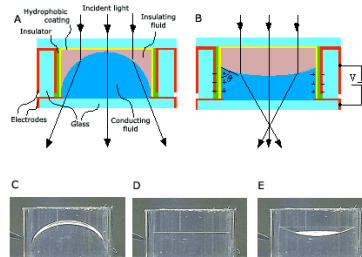 A
Hydrophobic
coating
Incident light
Insulating
fluid
Insulator
Electrodes
Glass
Conducting
fluid
B
V
C
D
E